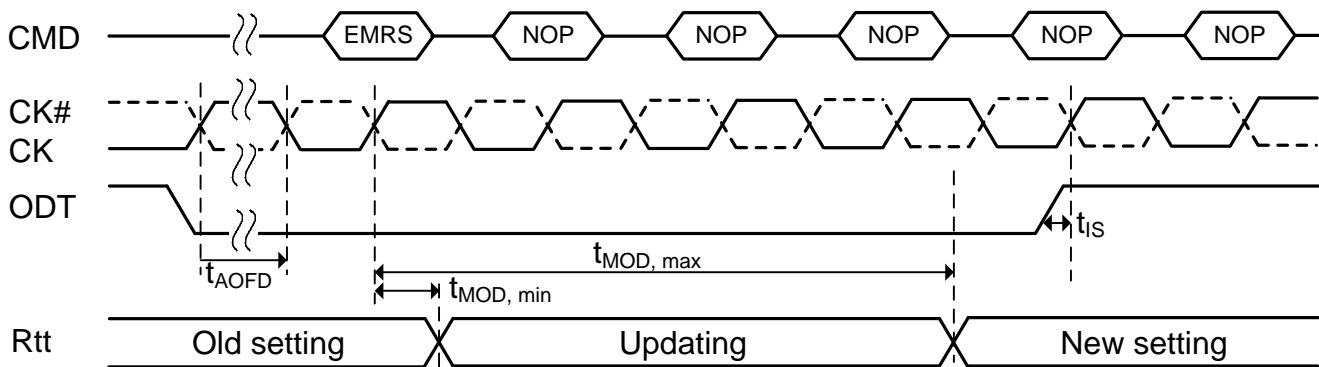 CMD EMRS NOP NOP NOP NOP NOP
CK#
CK
ODT
tIS
tMOD, max
tAOFD
tMOD, min
Rtt Old setting Updating New setting